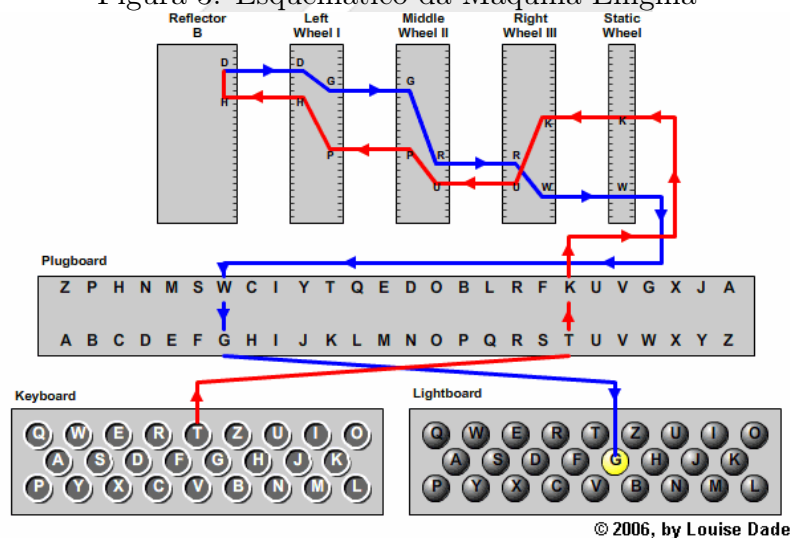 Figura 3: Esquemático da Máquina Enigma
Reflector B
Left Wheel I
Middle Wheel II
Right Wheel III
Static Wheel
D D
G G
H H
K K
P P
R R
U U
W W
Plugboard
Z P H N M S W C I Y T Q E D O B L R F K U V G X J A
A B C D E F G H I J K L M N O P Q R S T U V W X Y Z
Keyboard
Q W E R T Z U I O
A S D F G H J K
P Y X C V B N M L
Lightboard
Q W E R T Z U I O
A S D F G H J K
P Y X C V B N M L
© 2006, by Louise Dade